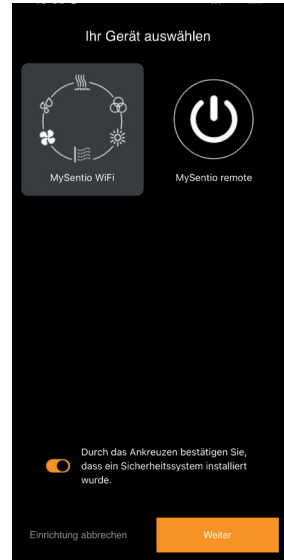 Ihr Gerät auswählen
MySentio WiFi
MySentio remote
Durch das Ankreuzen bestätigen Sie,
dass ein Sicherheitssystem installiert
wurde.
Einrichtung abbrechen
Weiter